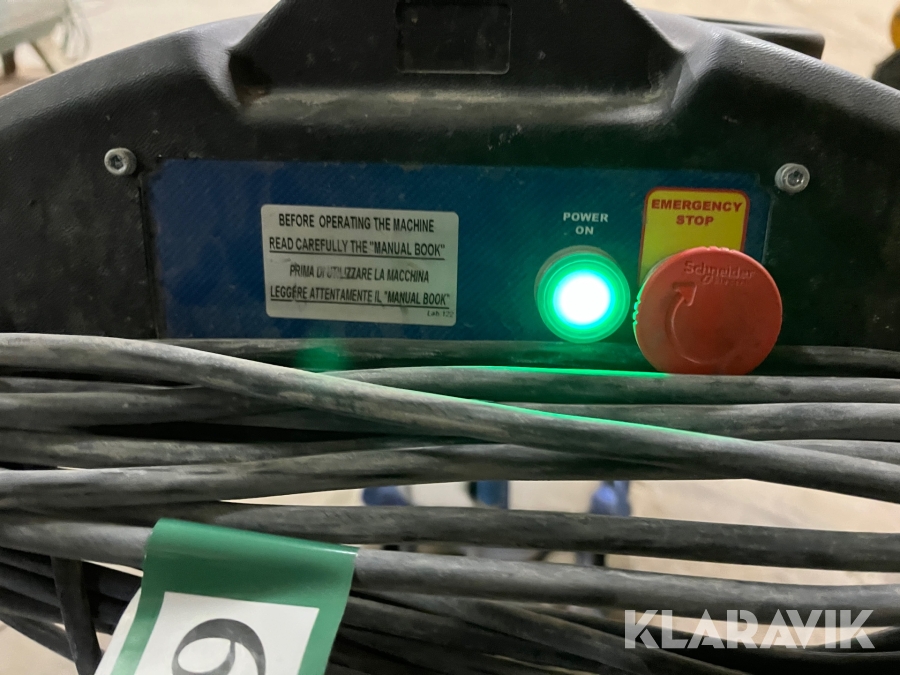 BEFORE OPERATING THE MACHINE
READ CAREFULLY THE "MANUAL BOOK"
PRIMA DI UTILIZZARE LA MACCHINA
LEGGERE ATTENTAMENTE IL "MANUAL BOOK"
POWER
ON
EMERGENCY
STOP
Schneider
KLARAVIK